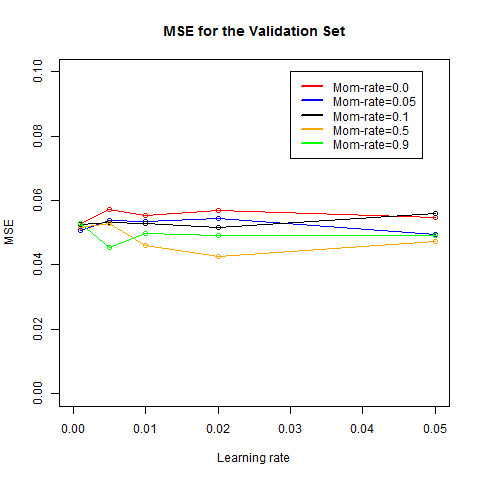 MSE for the Validation Set
Mom-rate=0.0
Mom-rate=0.05
Mom-rate=0.1
Mom-rate=0.5
Mom-rate=0.9
MSE
0.10
0.08
0.06
0.04
0.02
0.00
0.00 0.01 0.02 0.03 0.04 0.05
Learning rate